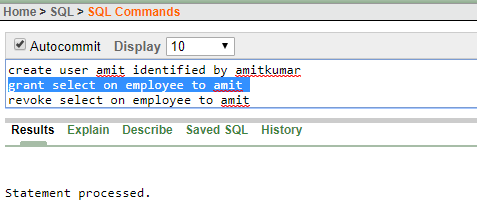 Home > SQL > SQL Commands
Autocommit Display 10
create user amit identified by amitkumar
grant select on employee to amit
revoke select on employee to amit
Results Explain Describe Saved SQL History
Statement processed.